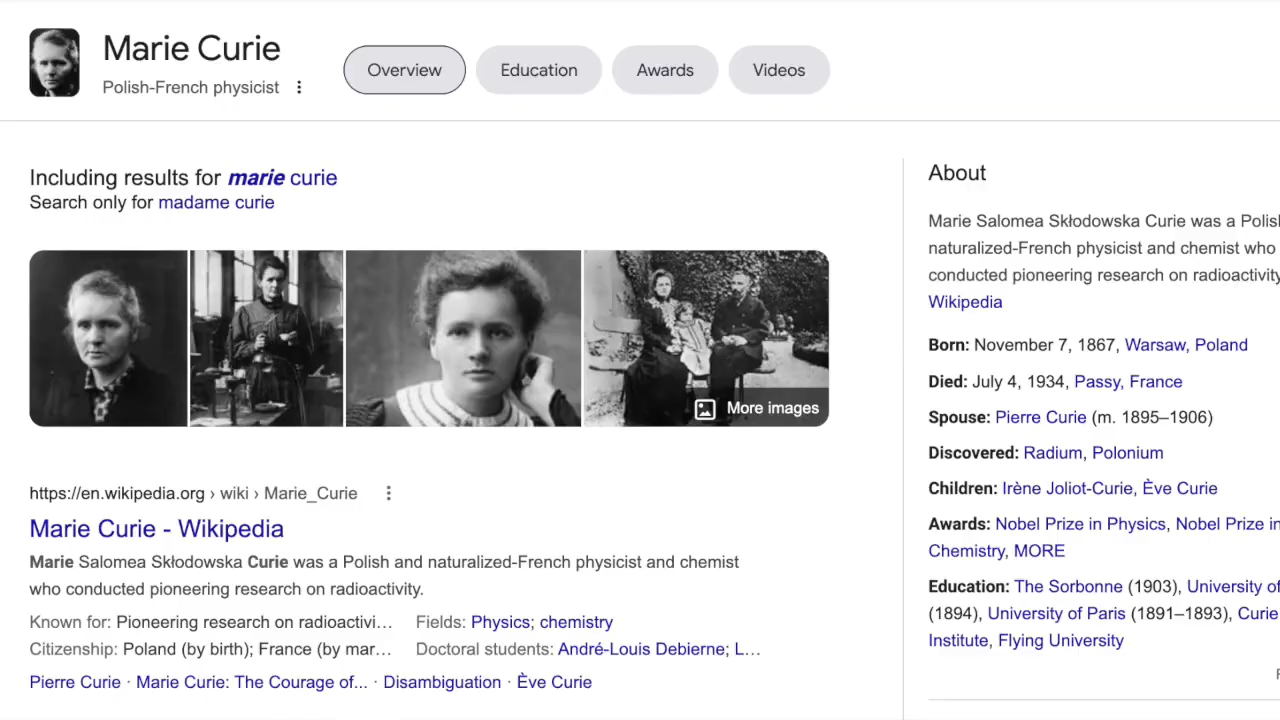 Marie Curie
Polish-French physicist
Overview
Education
Awards
Videos
Including results for marie curie
Search only for madame curie
More images
https://en.wikipedia.org › wiki › Marie_Curie
Marie Curie - Wikipedia
Marie Salomea Skłodowska Curie was a Polish and naturalized-French physicist and chemist
who conducted pioneering research on radioactivity.
Known for: Pioneering research on radioactivi... Fields: Physics; chemistry
Citizenship: Poland (by birth); France (by mar... Doctoral students: André-Louis Debierne; L...
Pierre Curie · Marie Curie: The Courage of... · Disambiguation · Ève Curie
About
Marie Salomea Skłodowska Curie was a Polis
naturalized-French physicist and chemist who
conducted pioneering research on radioactivity
Wikipedia
Born: November 7, 1867, Warsaw, Poland
Died: July 4, 1934, Passy, France
Spouse: Pierre Curie (m. 1895–1906)
Discovered: Radium, Polonium
Children: Irène Joliot-Curie, Ève Curie
Awards: Nobel Prize in Physics, Nobel Prize in
Chemistry, MORE
Education: The Sorbonne (1903), University of
(1894), University of Paris (1891–1893), Curie
Institute, Flying University